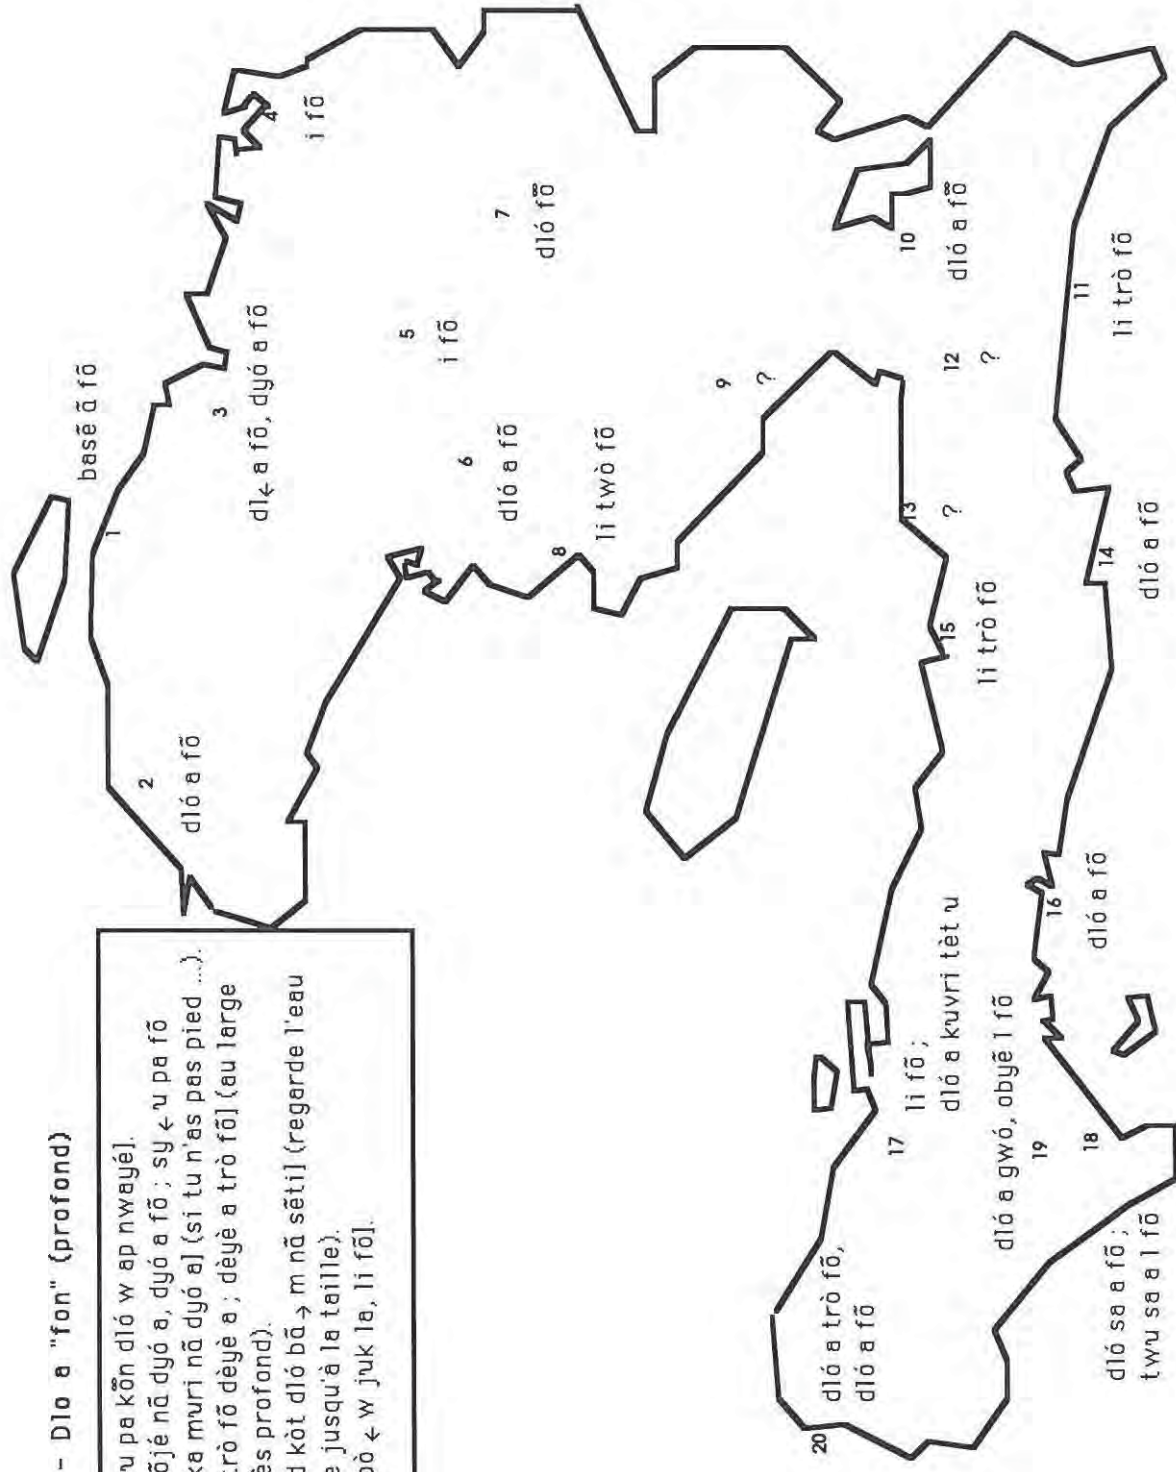 – Dlo a "fon" (profond)
u pa kõn dló w ap nwayé].
õjé nã dyó a, dyó a fõ ; sy ← u pa fõ
ka muri nã dyó a] (si tu n'as pas pied ...).
trò fõ dèyè a ; dèyè a trò fõ] (au large
ès profond).
d kòt dló bã → m nã sẽti] (regarde l'eau
e jusqu'à la taille).
bò ← w juk la, li fõ].
basẽ ã fõ
1
2
dló a fõ
3
dl← a fõ, dyó a fõ
4
i fõ
5
i fõ
6
dló a fõ
7
dló fõ
8
li twò fõ
9
?
10
dló a fõ
11
li trò fõ
12
?
13
?
14
dló a fõ
15
li trò fõ
16
dló a fõ
17
li fõ ;
dló a kuvri tèt u
18
dló sa a fõ ;
twu sa a l fõ
19
dló a gwó, obyẽ l fõ
20
dló a trò fõ,
dló a fõ